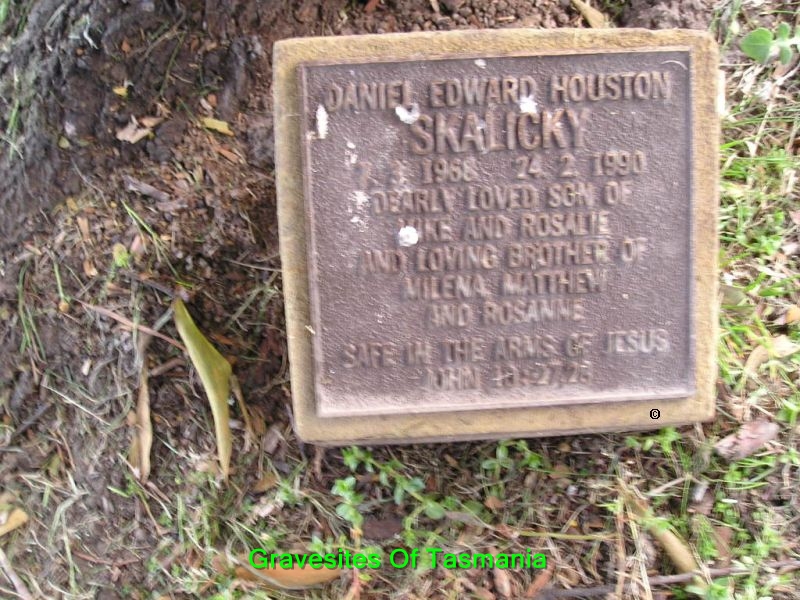 DANIEL EDWARD HOUSTON
SKALICKY
1968 24. 2. 1990
DEARLY LOVED SON OF
MIKE AND ROSALIE
AND LOVING BROTHER OF
MILENA, MATTHEW
AND ROSANNE
SAFE IN THE ARMS OF JESUS
JOHN
©
Gravesites Of Tasmania